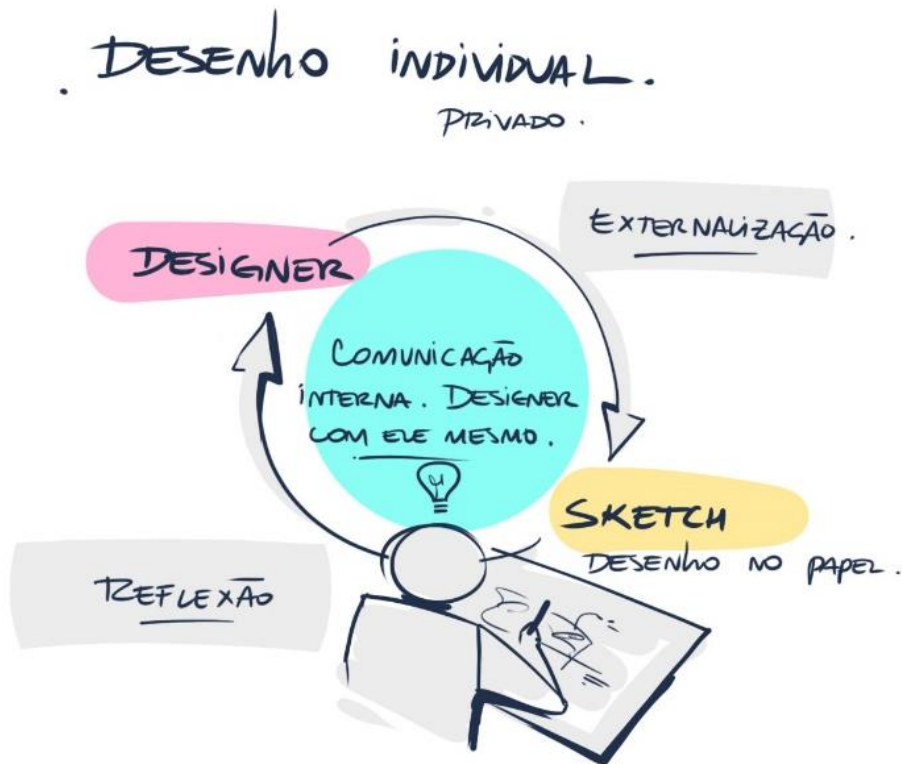 . DESENHO INDIVIDUAL.
PRIVADO.
EXTERNALIZAÇÃO.
DESIGNER
COMUNICAÇÃO
INTERNA. DESIGNER
COM ELE MESMO.
SKETCH
DESENHO NO PAPEL.
REFLEXÃO